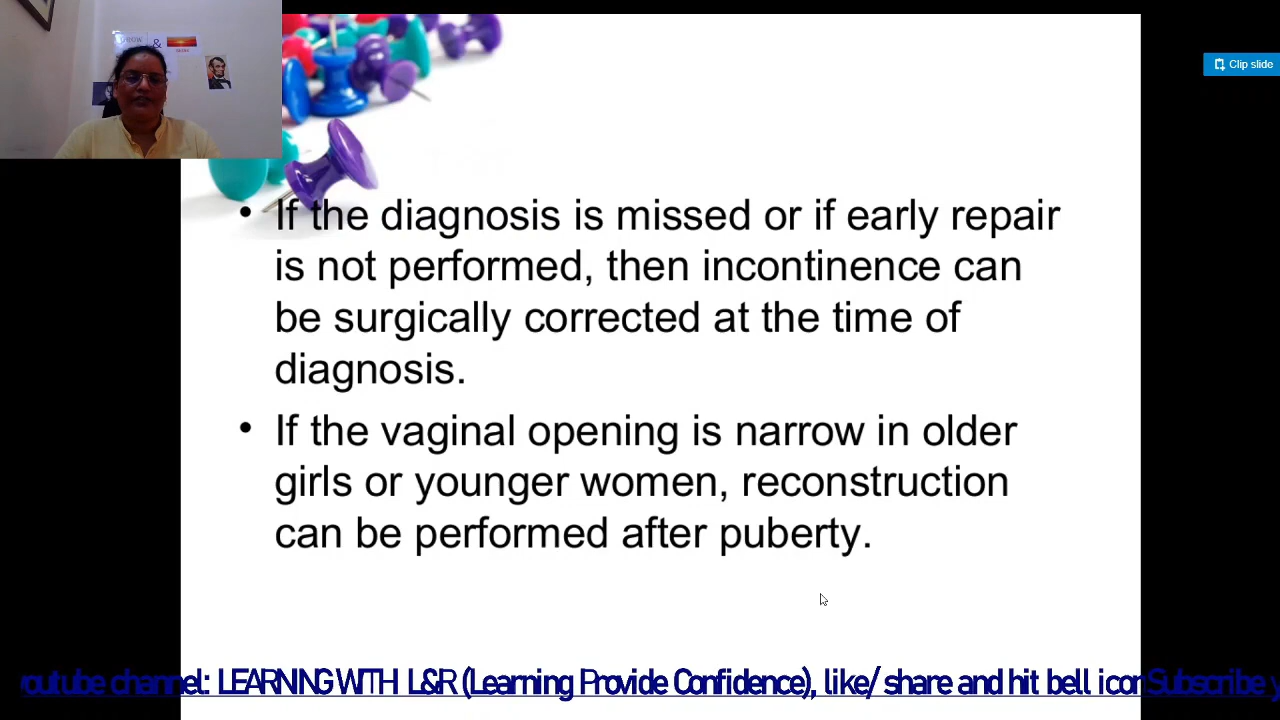 &
Clip slide
• If the diagnosis is missed or if early repair
is not performed, then incontinence can
be surgically corrected at the time of
diagnosis.
• If the vaginal opening is narrow in older
girls or younger women, reconstruction
can be performed after puberty.
outube channel: LEARNING WITH L&R (Learning Provide Confidence), like/ share and hit bell icon Subscribe y